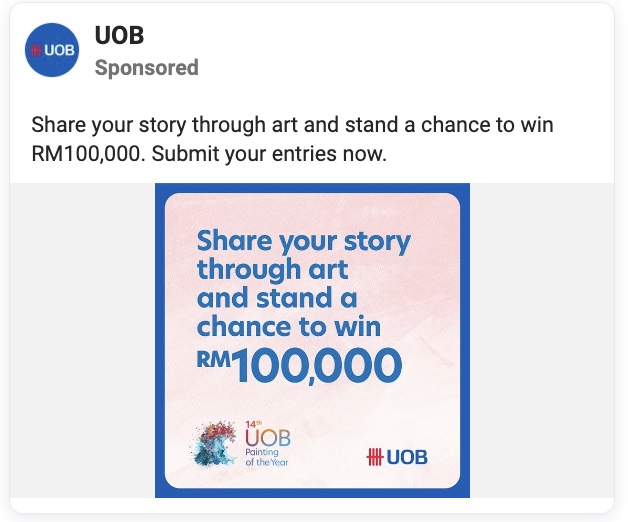 UOB
UOB
Sponsored
Share your story through art and stand a chance to win
RM100,000. Submit your entries now.
Share your story
through art
and stand a
chance to win
RM100,000
14th
UOB
Painting
of the Year
UOB